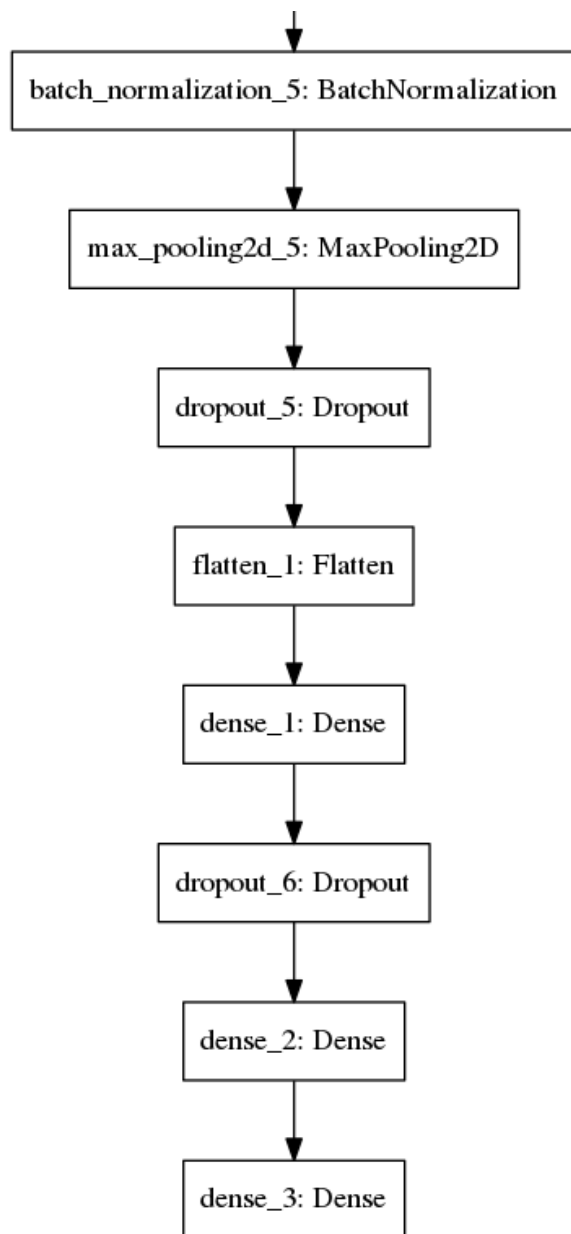 batch_normalization_5: BatchNormalization
max_pooling2d_5: MaxPooling2D
dropout_5: Dropout
flatten_1: Flatten
dense_1: Dense
dropout_6: Dropout
dense_2: Dense
dense_3: Dense